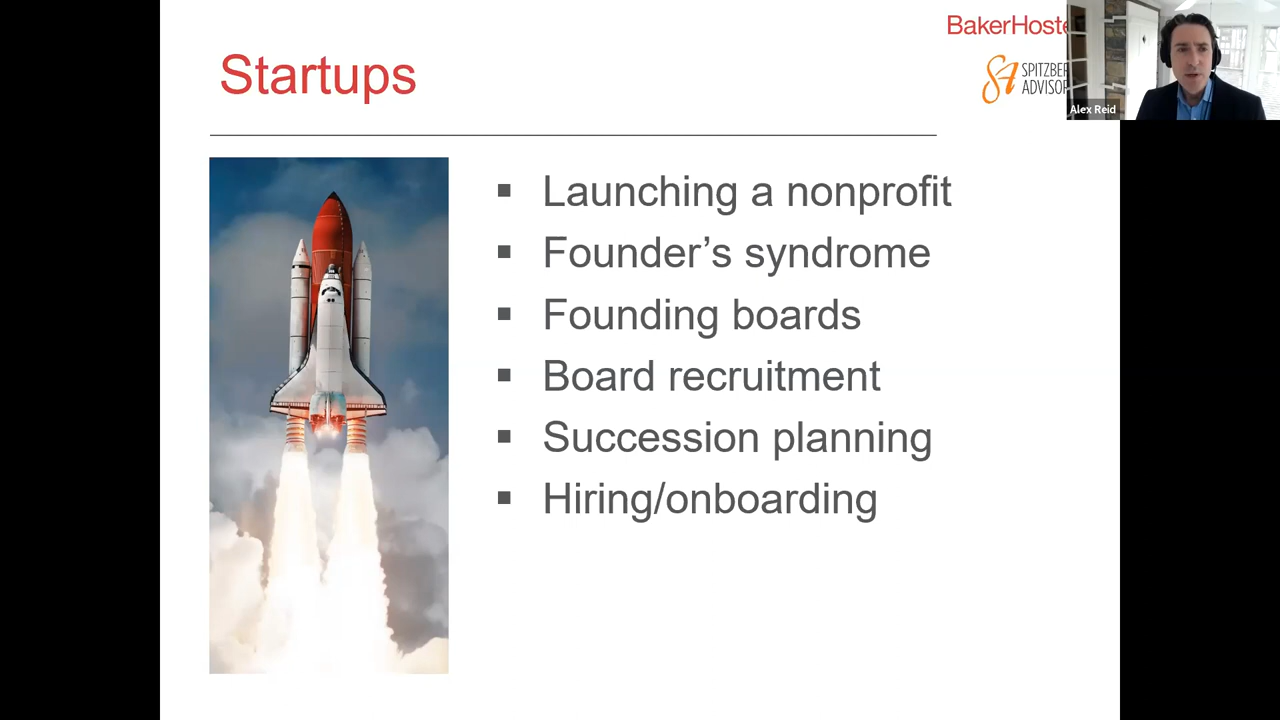 Startups
BakerHoste
SPITZBER
ADVISOR
Alex Reid
Launching a nonprofit
Founder’s syndrome
Founding boards
Board recruitment
Succession planning
Hiring/onboarding